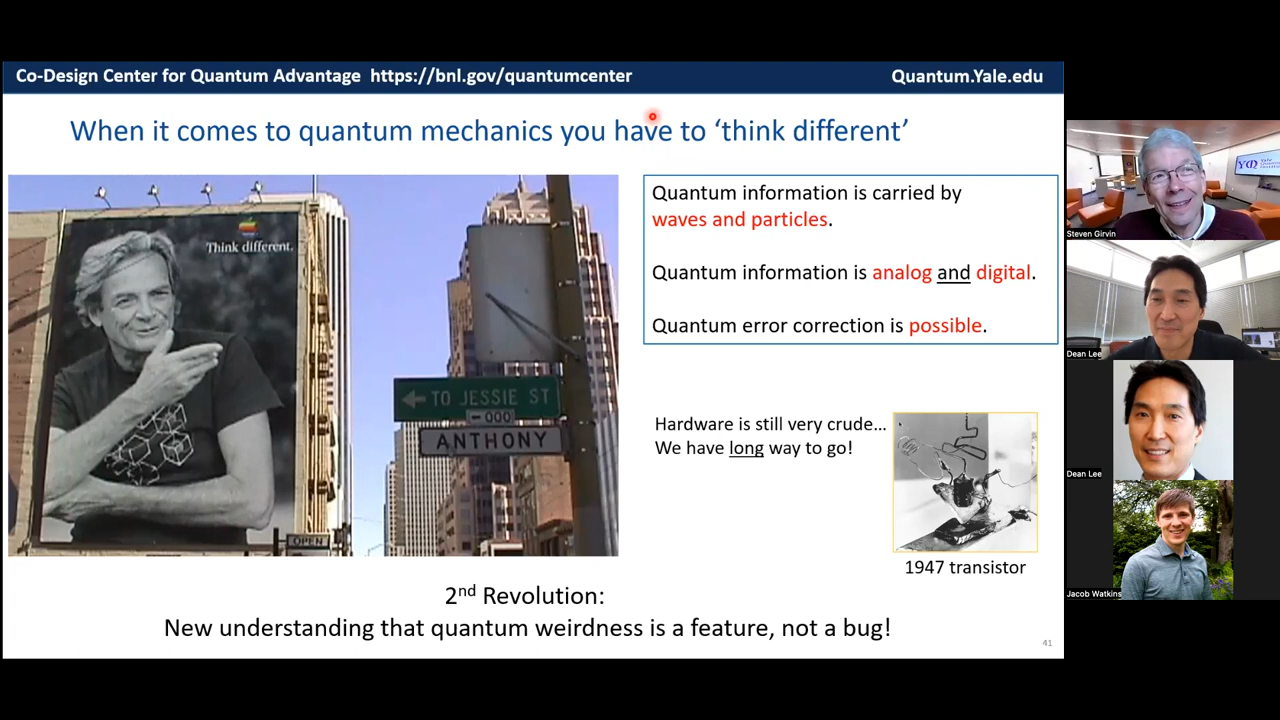 Co-Design Center for Quantum Advantage https://bnl.gov/quantumcenter
Quantum.Yale.edu
When it comes to quantum mechanics you have to ‘think different’
Think different.
TO JESSIE ST
000
ANTHONY
OPEN
Quantum information is carried by
waves and particles.
Quantum information is analog and digital.
Quantum error correction is possible.
Hardware is still very crude...
We have long way to go!
1947 transistor
2nd Revolution:
New understanding that quantum weirdness is a feature, not a bug!
41
Steven Girvin
Dean Lee
Dean Lee
Jacob Watkins